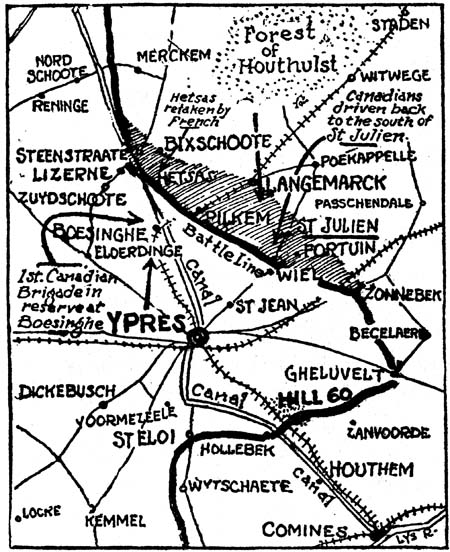 STADEN
Forest
of
Houthulst
MERCKEM
NORD
SCHOOTE
WITWEGE
RENINGE
Hetsas
retaken by
French
Canadians
driven back
to the south of
St Julien
BIXSCHOOTE
STEENSTRAATE
LIZERNE
HETSAS
POEKAPPELLE
LANGEMARCK
ZUYDSCHOOTE
PASSCHENDALE
PILKEM
ST JULIEN
BOESINGHE
ELDERDINGE
Battle line
FORTUIN
WIEL
1st. Canadian
Brigade in
reserve at
Boesinghe
Canal
ZONNEBEK
ST JEAN
YPRES
BECELAERE
GHELUVELT
DICKEBUSCH
Canal
HILL 60
VOORMEZEELE
ST ELOI
ZANVOORDE
HOLLEBEK
HOUTHEM
Canal
WYTSCHAETE
LOCKE
KEMMEL
COMINES
LYS R.